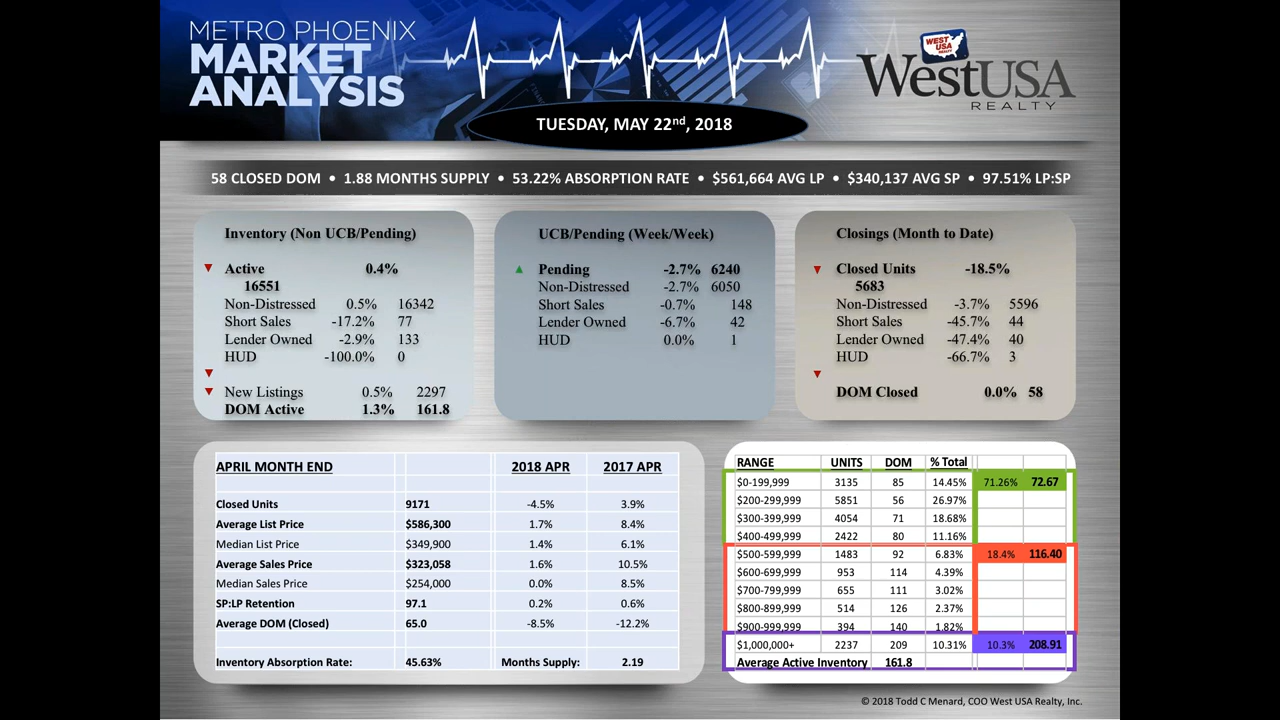 METRO PHOENIX
MARKET
ANALYSIS
WEST
USA
REALTY
WestUSA
REALTY
TUESDAY, MAY 22nd, 2018
58 CLOSED DOM • 1.88 MONTHS SUPPLY • 53.22% ABSORPTION RATE • $561,664 AVG LP • $340,137 AVG SP • 97.51% LP:SP
Inventory (Non UCB/Pending)
Active 0.4%
16551
Non-Distressed 0.5% 16342
Short Sales -17.2% 77
Lender Owned -2.9% 133
HUD -100.0% 0
New Listings 0.5% 2297
DOM Active 1.3% 161.8
UCB/Pending (Week/Week)
Pending -2.7% 6240
Non-Distressed -2.7% 6050
Short Sales -0.7% 148
Lender Owned -6.7% 42
HUD 0.0% 1
Closings (Month to Date)
Closed Units -18.5%
5683
Non-Distressed -3.7% 5596
Short Sales -45.7% 44
Lender Owned -47.4% 40
HUD -66.7% 3
DOM Closed 0.0% 58
APRIL MONTH END 2018 APR 2017 APR
Closed Units 9171 -4.5% 3.9%
Average List Price $586,300 1.7% 8.4%
Median List Price $349,900 1.4% 6.1%
Average Sales Price $323,058 1.6% 10.5%
Median Sales Price $254,000 0.0% 8.5%
SP:LP Retention 97.1 0.2% 0.6%
Average DOM (Closed) 65.0 -8.5% -12.2%
Inventory Absorption Rate: 45.63% Months Supply: 2.19
RANGE UNITS DOM % Total
$0-199,999 3135 85 14.45% 71.26% 72.67
$200-299,999 5851 56 26.97%
$300-399,999 4054 71 18.68%
$400-499,999 2422 80 11.16%
$500-599,999 1483 92 6.83% 18.4% 116.40
$600-699,999 953 114 4.39%
$700-799,999 655 111 3.02%
$800-899,999 514 126 2.37%
$900-999,999 394 140 1.82%
$1,000,000+ 2237 209 10.31% 10.3% 208.91
Average Active Inventory 161.8
© 2018 Todd C Menard, COO West USA Realty, Inc.